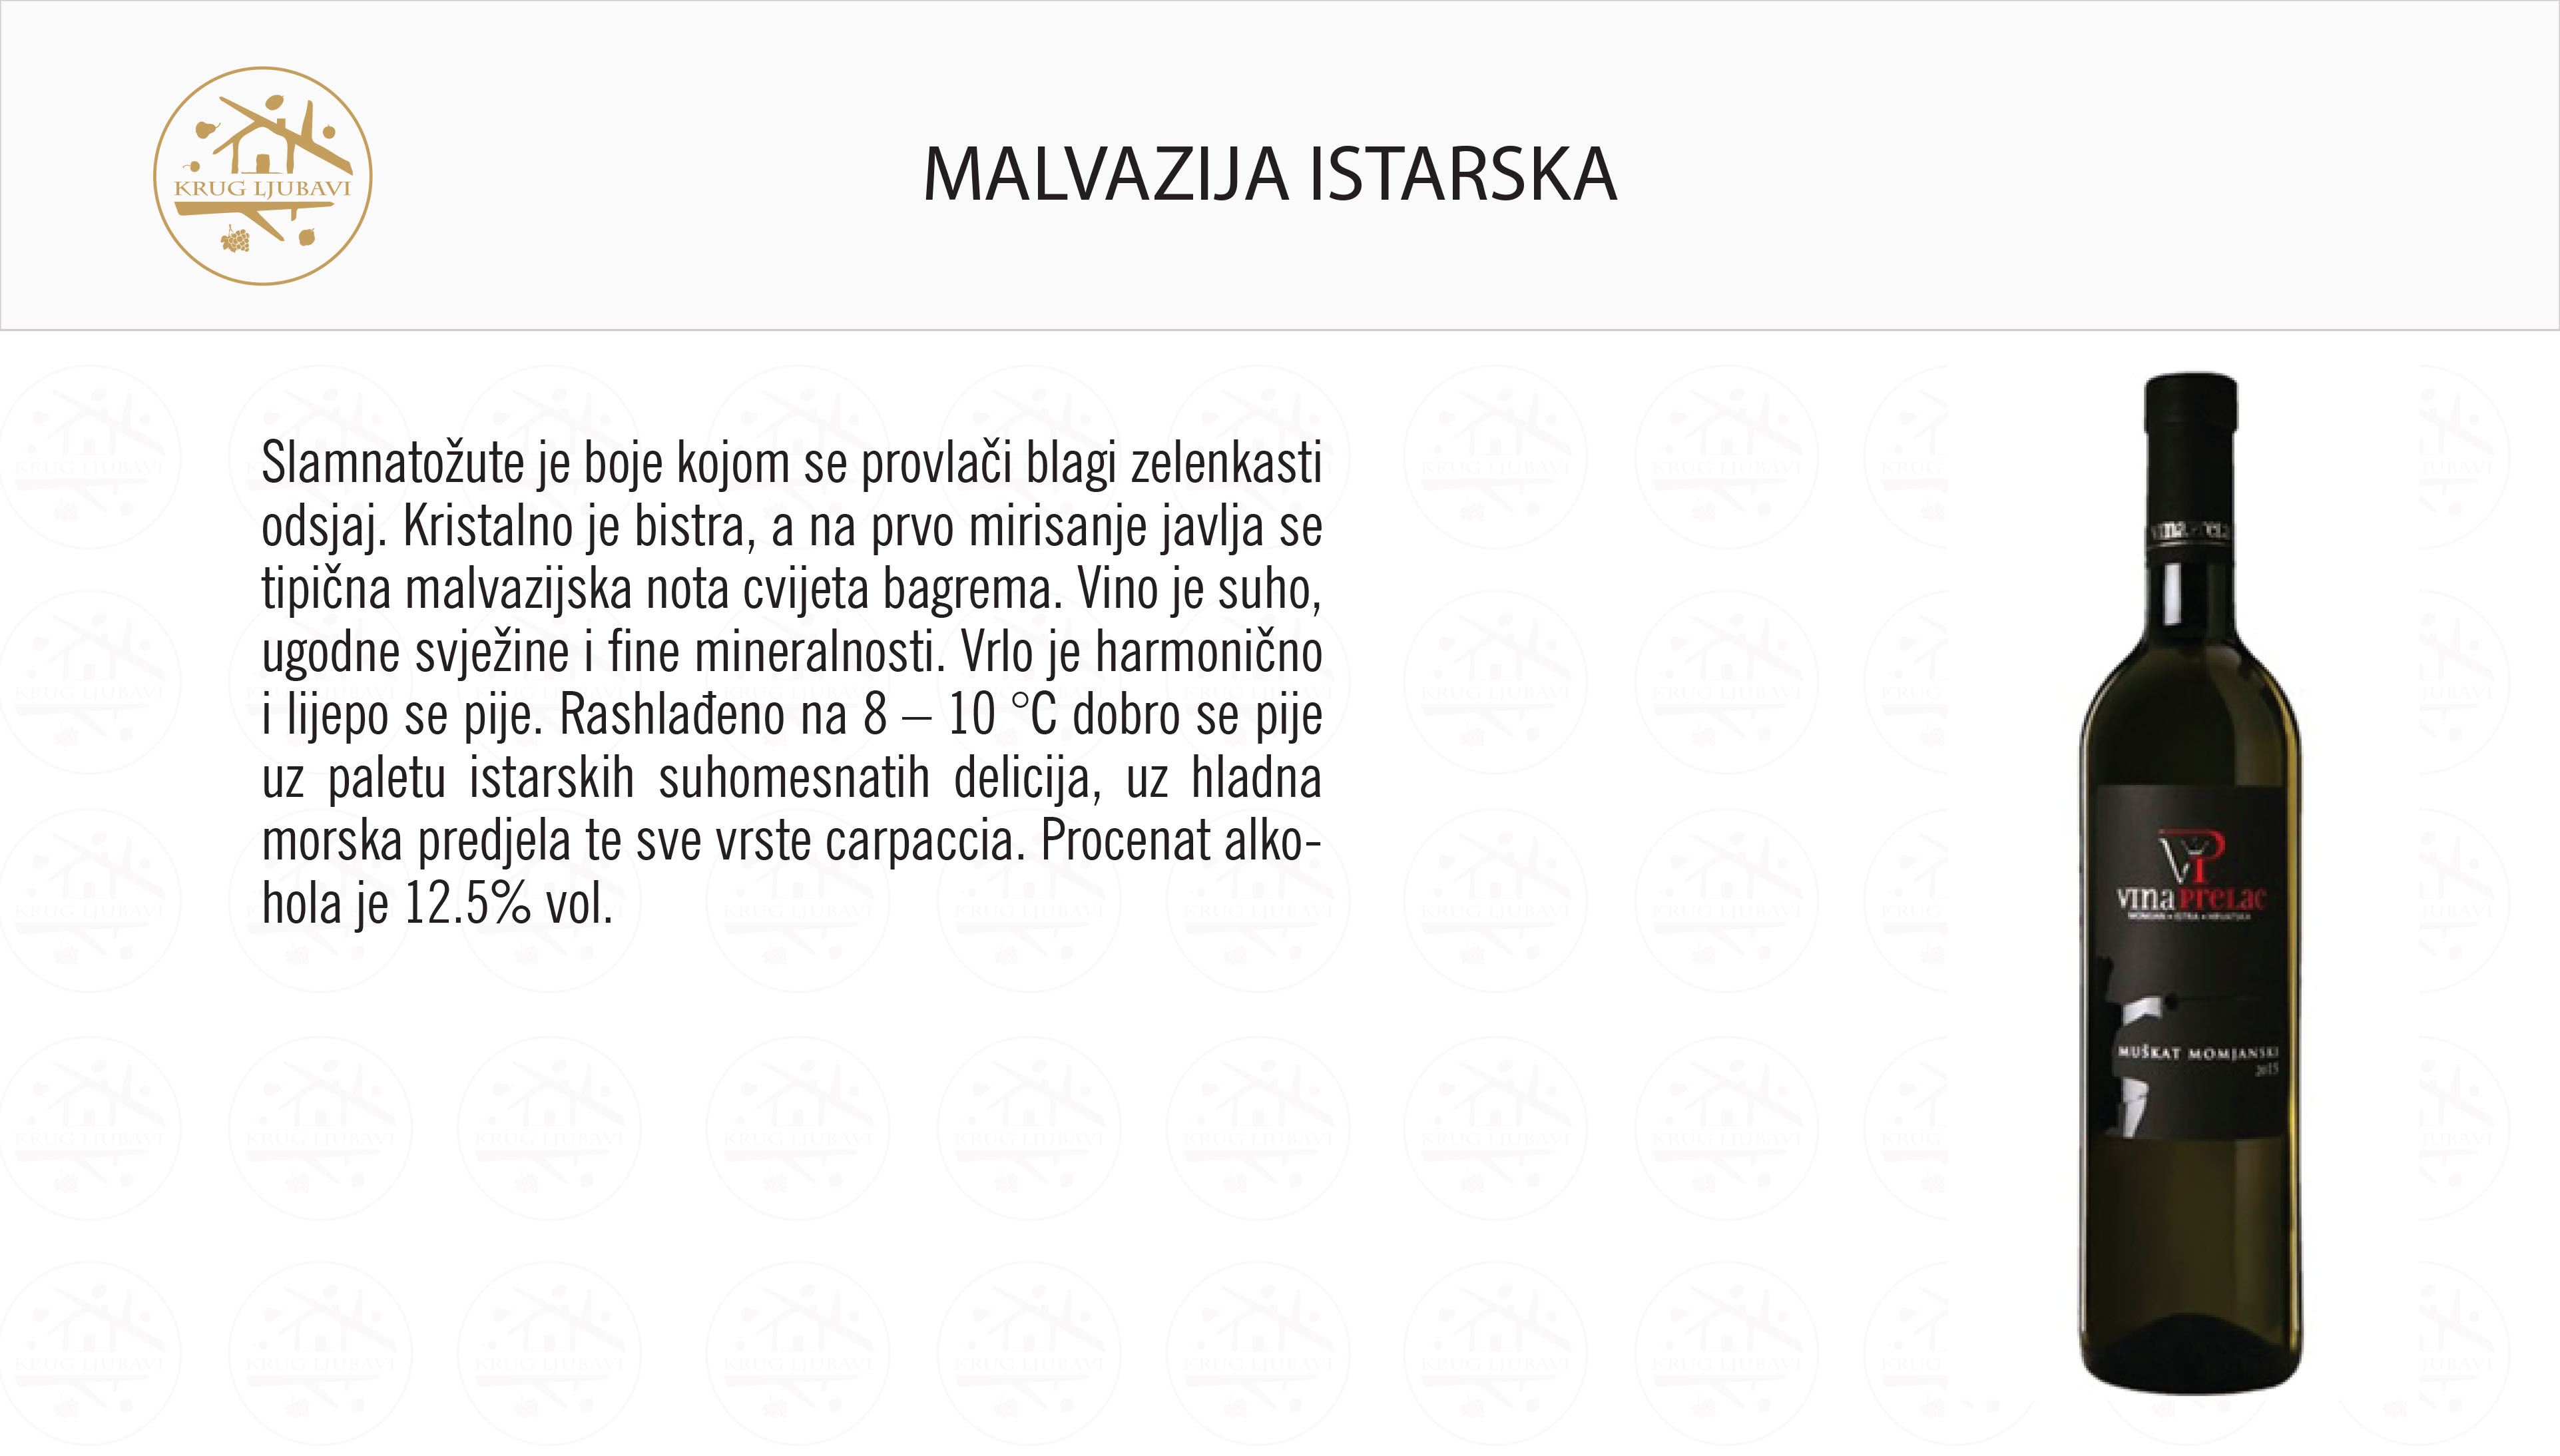 KRUG LJUBAVI
MALVAZIJA ISTARSKA
Slamnatožute je boje kojom se provlači blagi zelenkasti
odsjaj. Kristalno je bistra, a na prvo mirisanje javlja se
tipična malvazijska nota cvijeta bagrema. Vino je suho,
ugodne svježine i fine mineralnosti. Vrlo je harmonično
i lijepo se pije. Rashlađeno na 8 – 10 °C dobro se pije
uz paletu istarskih suhomesnatih delicija, uz hladna
morska predjela te sve vrste carpaccia. Procenat alko-
hola je 12.5% vol.
VP
vina prelac
MOMJAN • ISTRA • HRVATSKA
MUŠKAT MOMJANSKI
2015